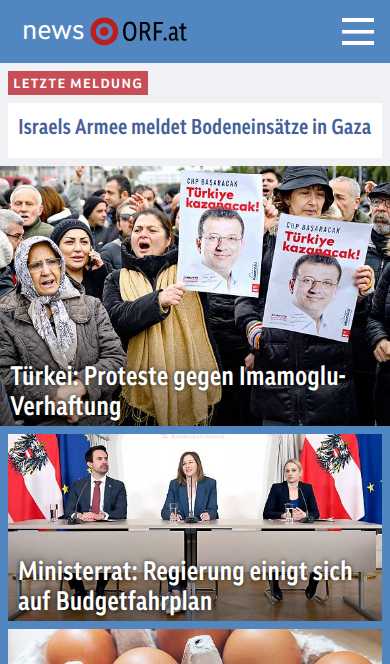 news ORF.at
LETZTE MELDUNG
Israels Armee meldet Bodeneinsätze in Gaza
CHP BAŞARACAK
Türkiye
kazanacak!
CHP BAŞARACAK
Türkiye
kazanacak!
Türkei: Proteste gegen Imamoglu-
Verhaftung
Ministerrat: Regierung einigt sich
auf Budgetfahrplan